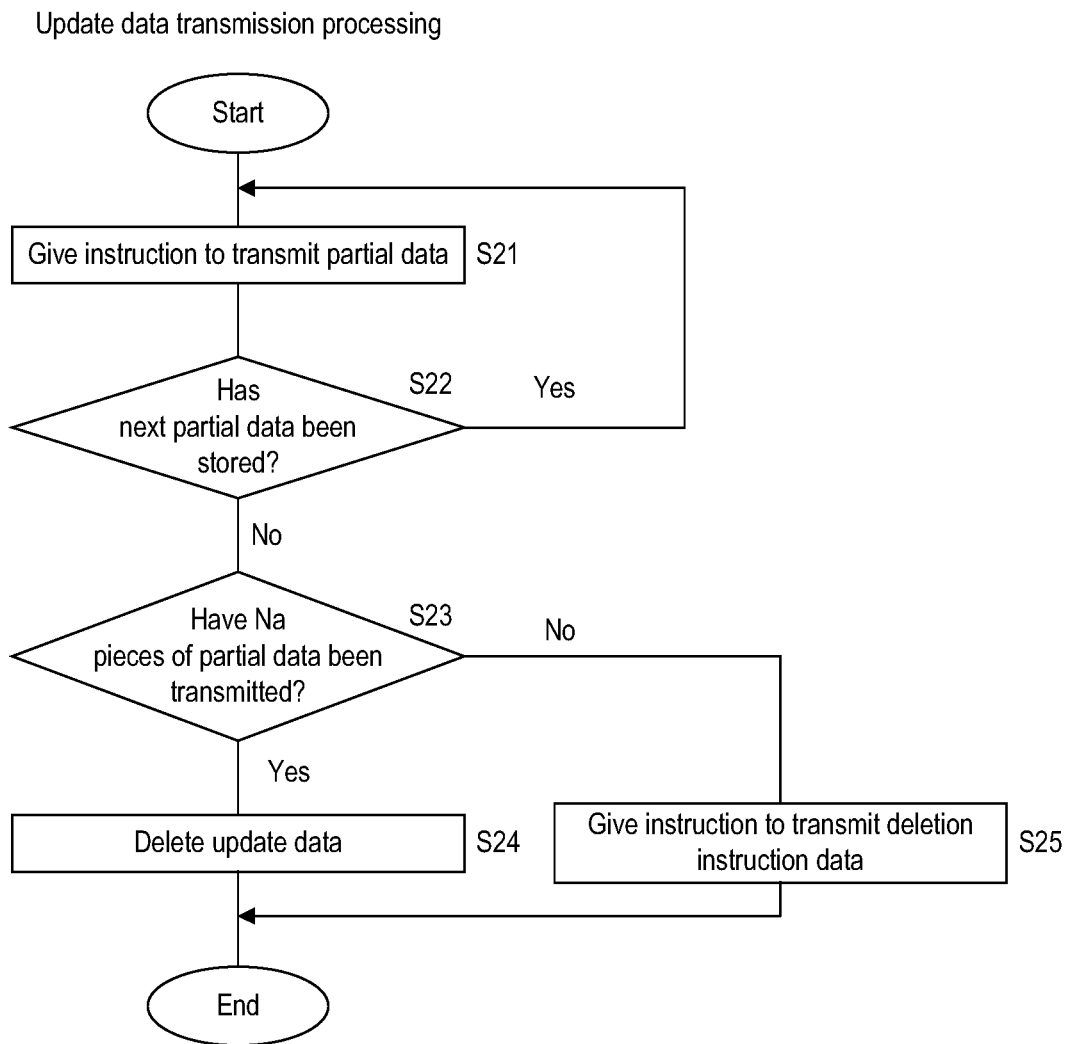 Update data transmission processing
Start
Give instruction to transmit partial data
S21
Has
next partial data been
stored?
S22
Yes
No
Have Na
pieces of partial data been
transmitted?
S23
No
Yes
Delete update data
S24
Give instruction to transmit deletion
instruction data
S25
End